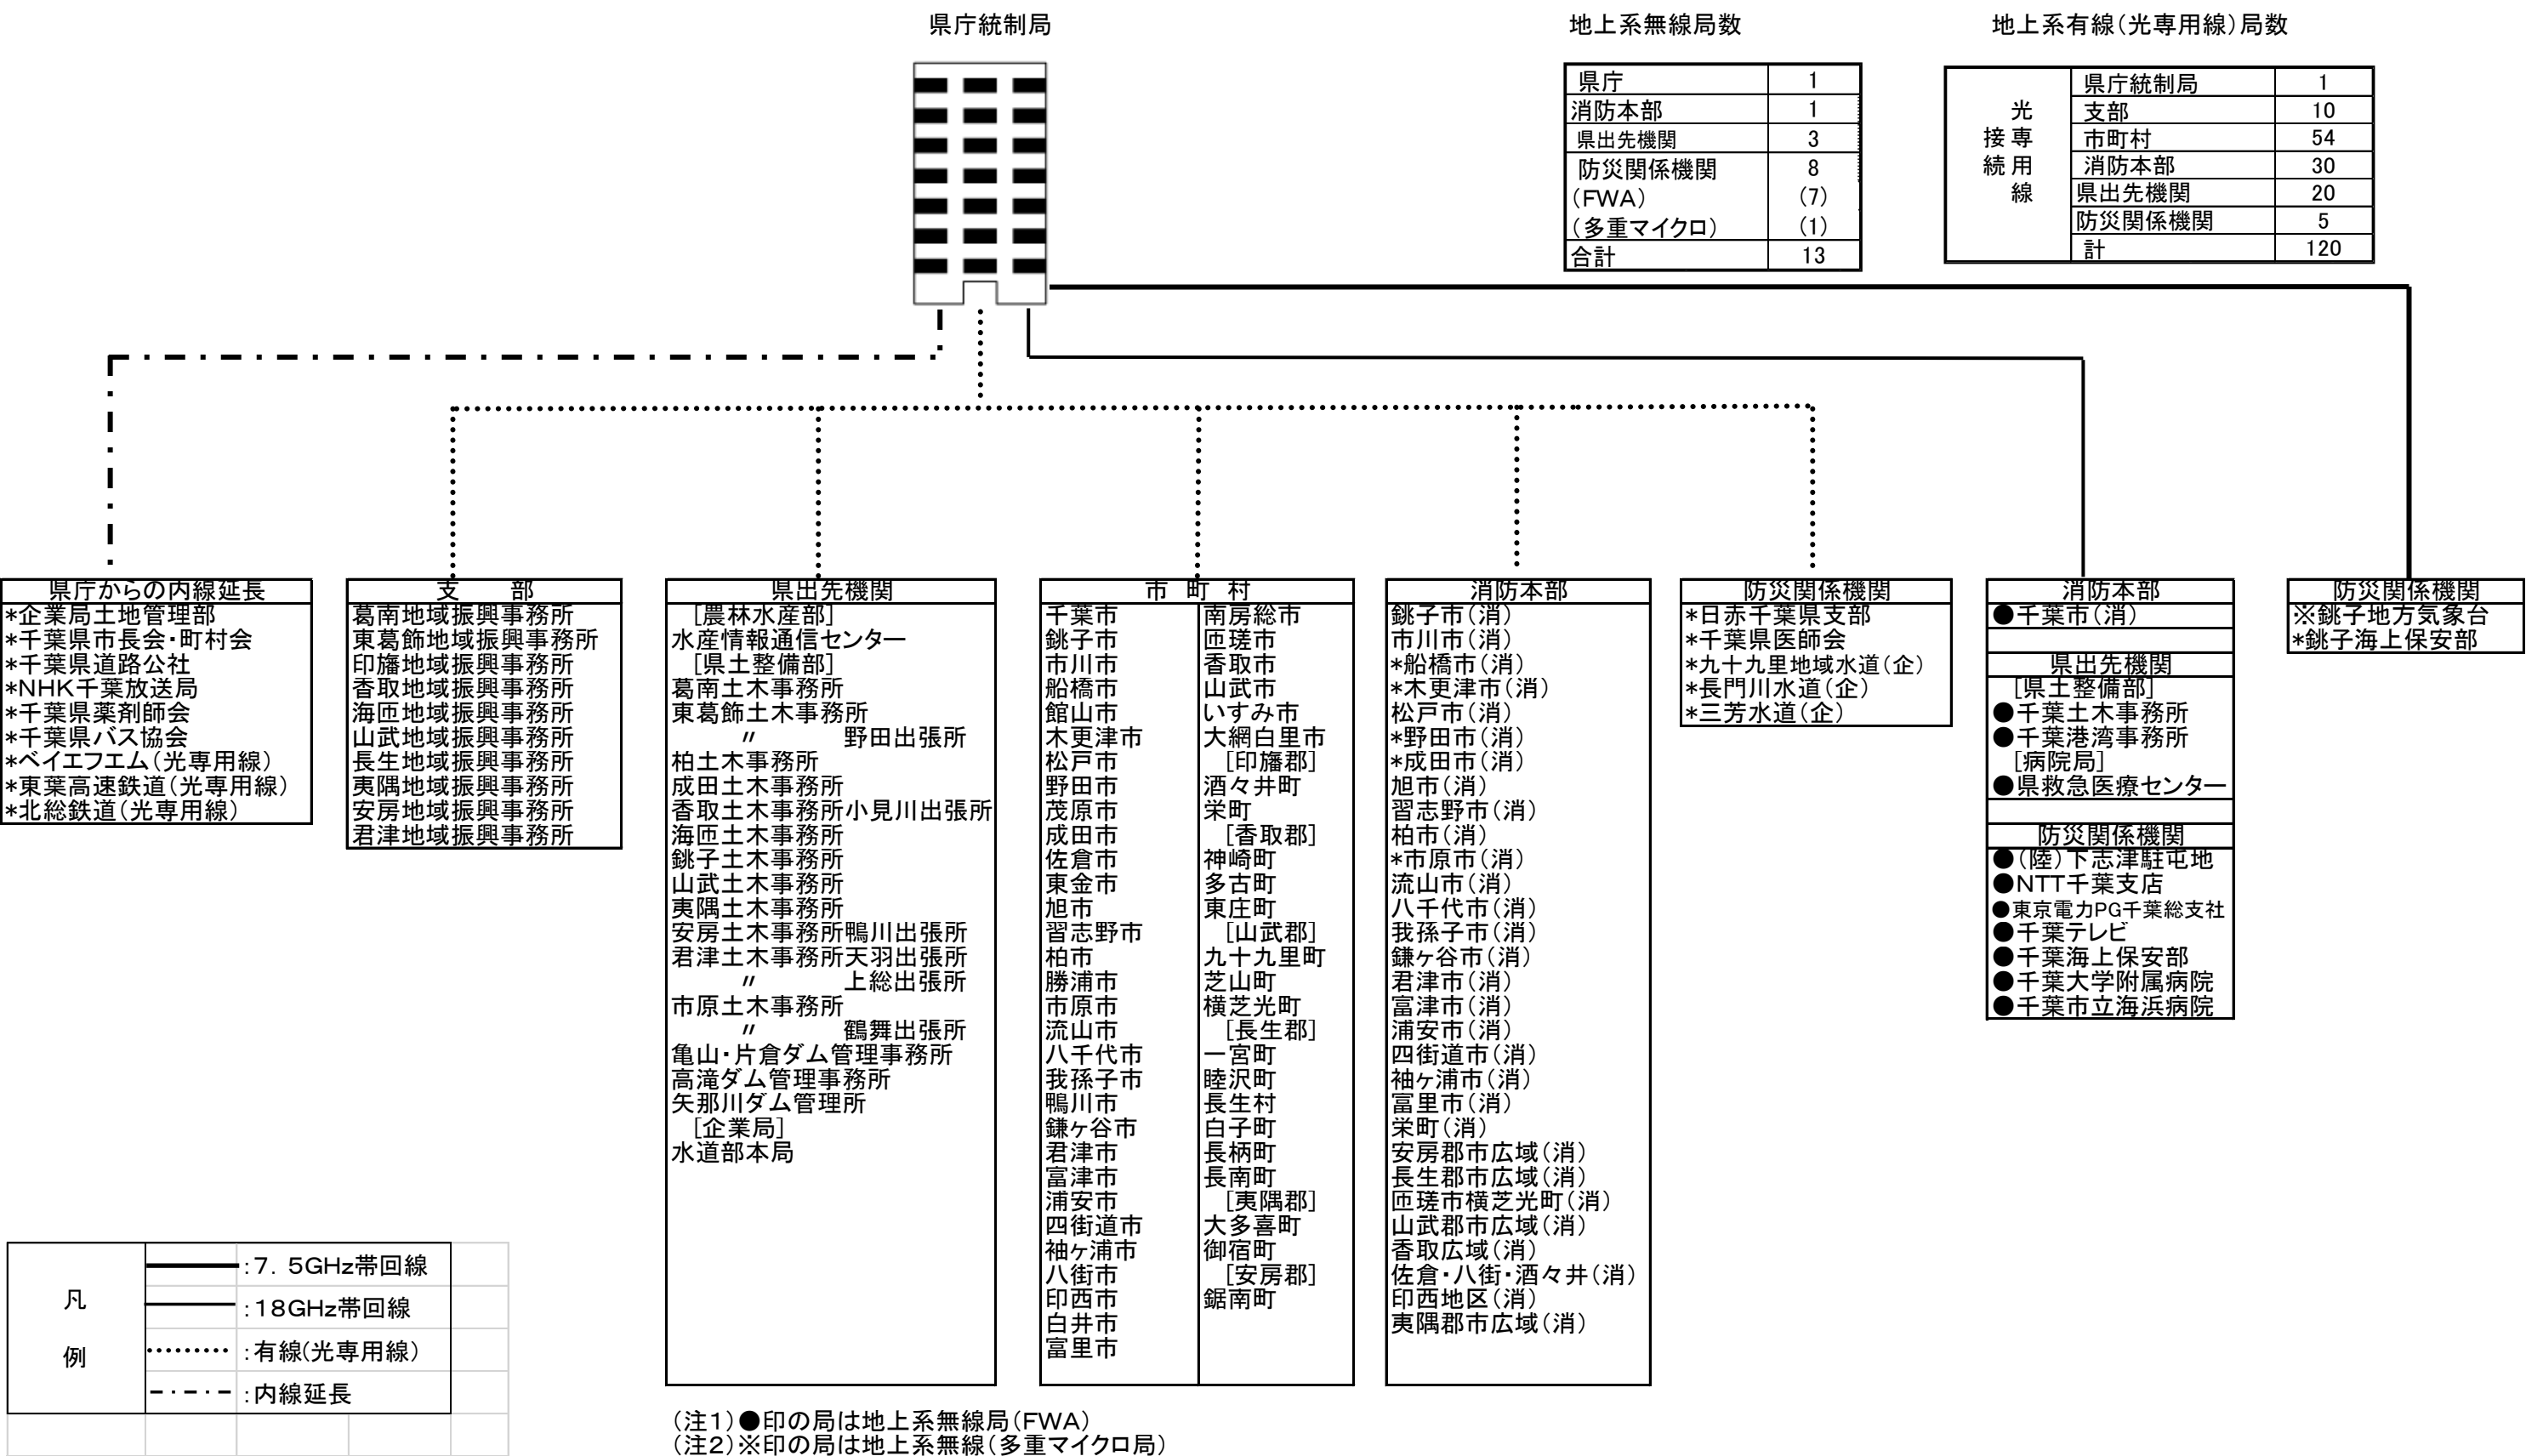 県庁統制局
地上系無線局数
県庁 1
消防本部 1
県出先機関 3
防災関係機関 8
(FWA) (7)
(多重マイクロ) (1)
合計 13
地上系有線(光専用線)局数
光専用線
接続
県庁統制局 1
支部 10
市町村 54
消防本部 30
県出先機関 20
防災関係機関 5
計 120
県庁からの内線延長
*企業局土地管理部
*千葉県市長会・町村会
*千葉県道路公社
*NHK千葉放送局
*千葉県薬剤師会
*千葉県バス協会
*ベイエフエム(光専用線)
*東葉高速鉄道(光専用線)
*北総鉄道(光専用線)
支 部
葛南地域振興事務所
東葛飾地域振興事務所
印旛地域振興事務所
香取地域振興事務所
海匝地域振興事務所
山武地域振興事務所
長生地域振興事務所
夷隅地域振興事務所
安房地域振興事務所
君津地域振興事務所
県出先機関
[農林水産部]
水産情報通信センター
[県土整備部]
葛南土木事務所
東葛飾土木事務所
〃 野田出張所
柏土木事務所
成田土木事務所
香取土木事務所小見川出張所
海匝土木事務所
銚子土木事務所
山武土木事務所
夷隅土木事務所
安房土木事務所鴨川出張所
君津土木事務所天羽出張所
〃 上総出張所
市原土木事務所
〃 鶴舞出張所
亀山・片倉ダム管理事務所
高滝ダム管理事務所
矢那川ダム管理所
[企業局]
水道部本局
市 町 村
千葉市
銚子市
市川市
船橋市
館山市
木更津市
松戸市
野田市
茂原市
成田市
佐倉市
東金市
旭市
習志野市
柏市
勝浦市
市原市
流山市
八千代市
我孫子市
鴨川市
鎌ヶ谷市
君津市
富津市
浦安市
四街道市
袖ヶ浦市
八街市
印西市
白井市
富里市
南房総市
匝瑳市
香取市
山武市
いすみ市
大網白里市
[印旛郡]
酒々井町
栄町
[香取郡]
神崎町
多古町
東庄町
[山武郡]
九十九里町
芝山町
横芝光町
[長生郡]
一宮町
睦沢町
長生村
白子町
長柄町
長南町
[夷隅郡]
大多喜町
御宿町
[安房郡]
鋸南町
消防本部
銚子市(消)
市川市(消)
*船橋市(消)
*木更津市(消)
松戸市(消)
*野田市(消)
*成田市(消)
旭市(消)
習志野市(消)
柏市(消)
*市原市(消)
流山市(消)
八千代市(消)
我孫子市(消)
鎌ヶ谷市(消)
君津市(消)
富津市(消)
浦安市(消)
四街道市(消)
袖ヶ浦市(消)
富里市(消)
栄町(消)
安房郡市広域(消)
長生郡市広域(消)
匝瑳市横芝光町(消)
山武郡市広域(消)
香取広域(消)
佐倉・八街・酒々井(消)
印西地区(消)
夷隅郡市広域(消)
防災関係機関
*日赤千葉県支部
*千葉県医師会
*九十九里地域水道(企)
*長門川水道(企)
*三芳水道(企)
消防本部
●千葉市(消)
県出先機関
[県土整備部]
●千葉土木事務所
●千葉港湾事務所
[病院局]
●県救急医療センター
防災関係機関
●(陸)下志津駐屯地
●NTT千葉支店
●東京電力PG千葉総支社
●千葉テレビ
●千葉海上保安部
●千葉大学附属病院
●千葉市立海浜病院
防災関係機関
※銚子地方気象台
*銚子海上保安部
凡例
:7.5GHz帯回線
:18GHz帯回線
:有線(光専用線)
:内線延長
(注1)●印の局は地上系無線局(FWA)
(注2)※印の局は地上系無線(多重マイクロ局)